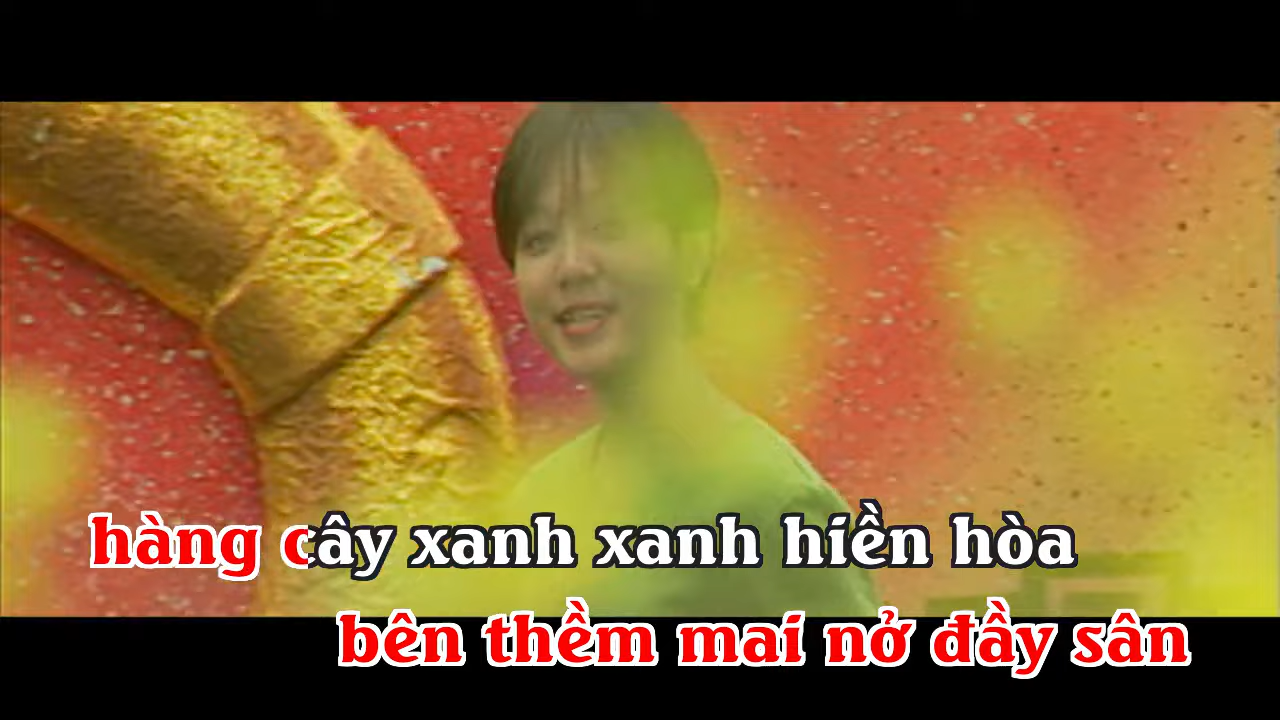 hàng cây xanh xanh hiền hòa
bên thềm mai nở đầy sân